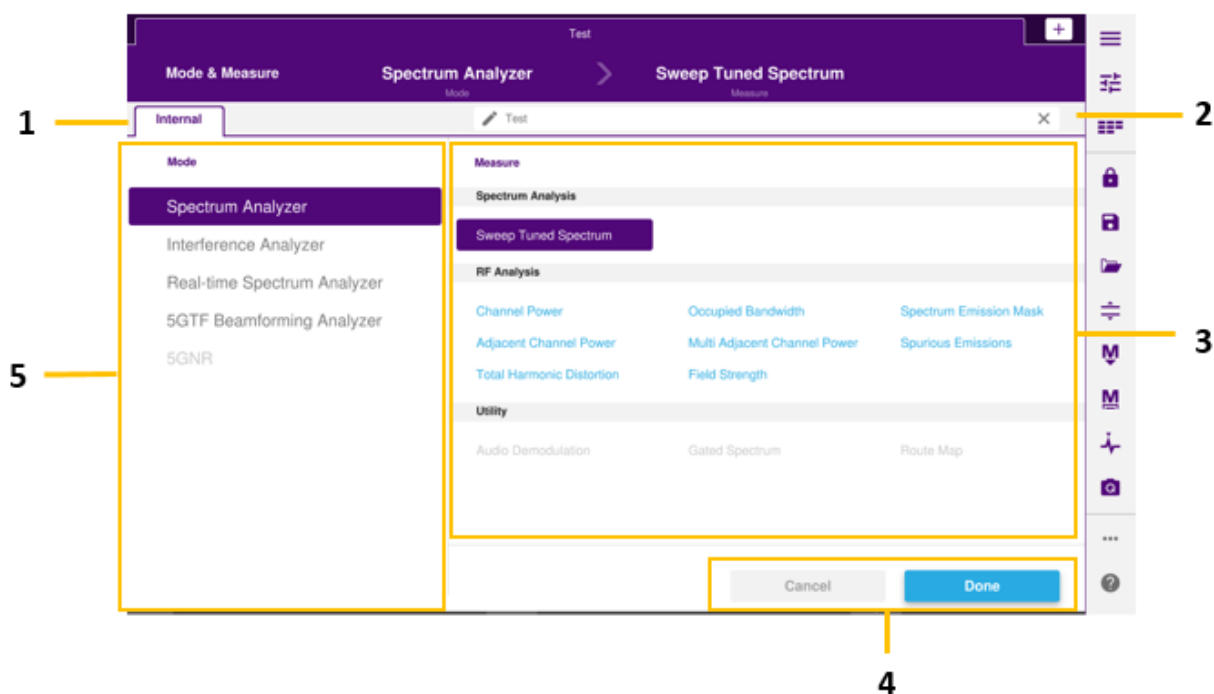 Test
+
Mode & Measure Spectrum Analyzer Sweep Tuned Spectrum
Mode Measure
1 Internal Test 2
Mode
Spectrum Analyzer
Interference Analyzer
Real-time Spectrum Analyzer
5GTF Beamforming Analyzer
5GNR
5
Measure
Spectrum Analysis
Sweep Tuned Spectrum
RF Analysis
Channel Power Occupied Bandwidth Spectrum Emission Mask
Adjacent Channel Power Multi Adjacent Channel Power Spurious Emissions
Total Harmonic Distortion Field Strength
Utility
Audio Demodulation Gated Spectrum Route Map
3
Cancel Done
4
M
M
?